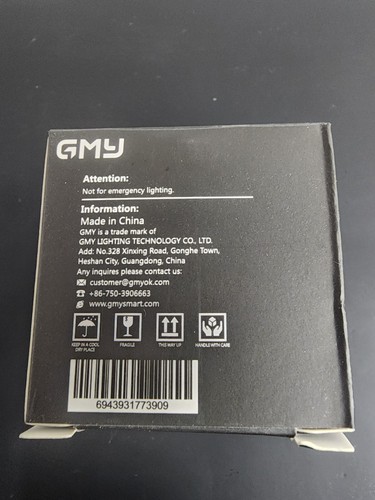 GMY
Attention:
Not for emergency lighting.
Information:
Made in China
GMY is a trade mark of
GMY LIGHTING TECHNOLOGY CO., LTD.
Add: No.328 Xinxing Road, Gonghe Town,
Heshan City, Guangdong, China
Any inquires please contact us:
customer@gmyok.com
+86-750-3906663
www.gmysmart.com
KEEP IN A COOL DRY PLACE
FRAGILE
THIS WAY UP
HANDLE WITH CARE
6943931773909